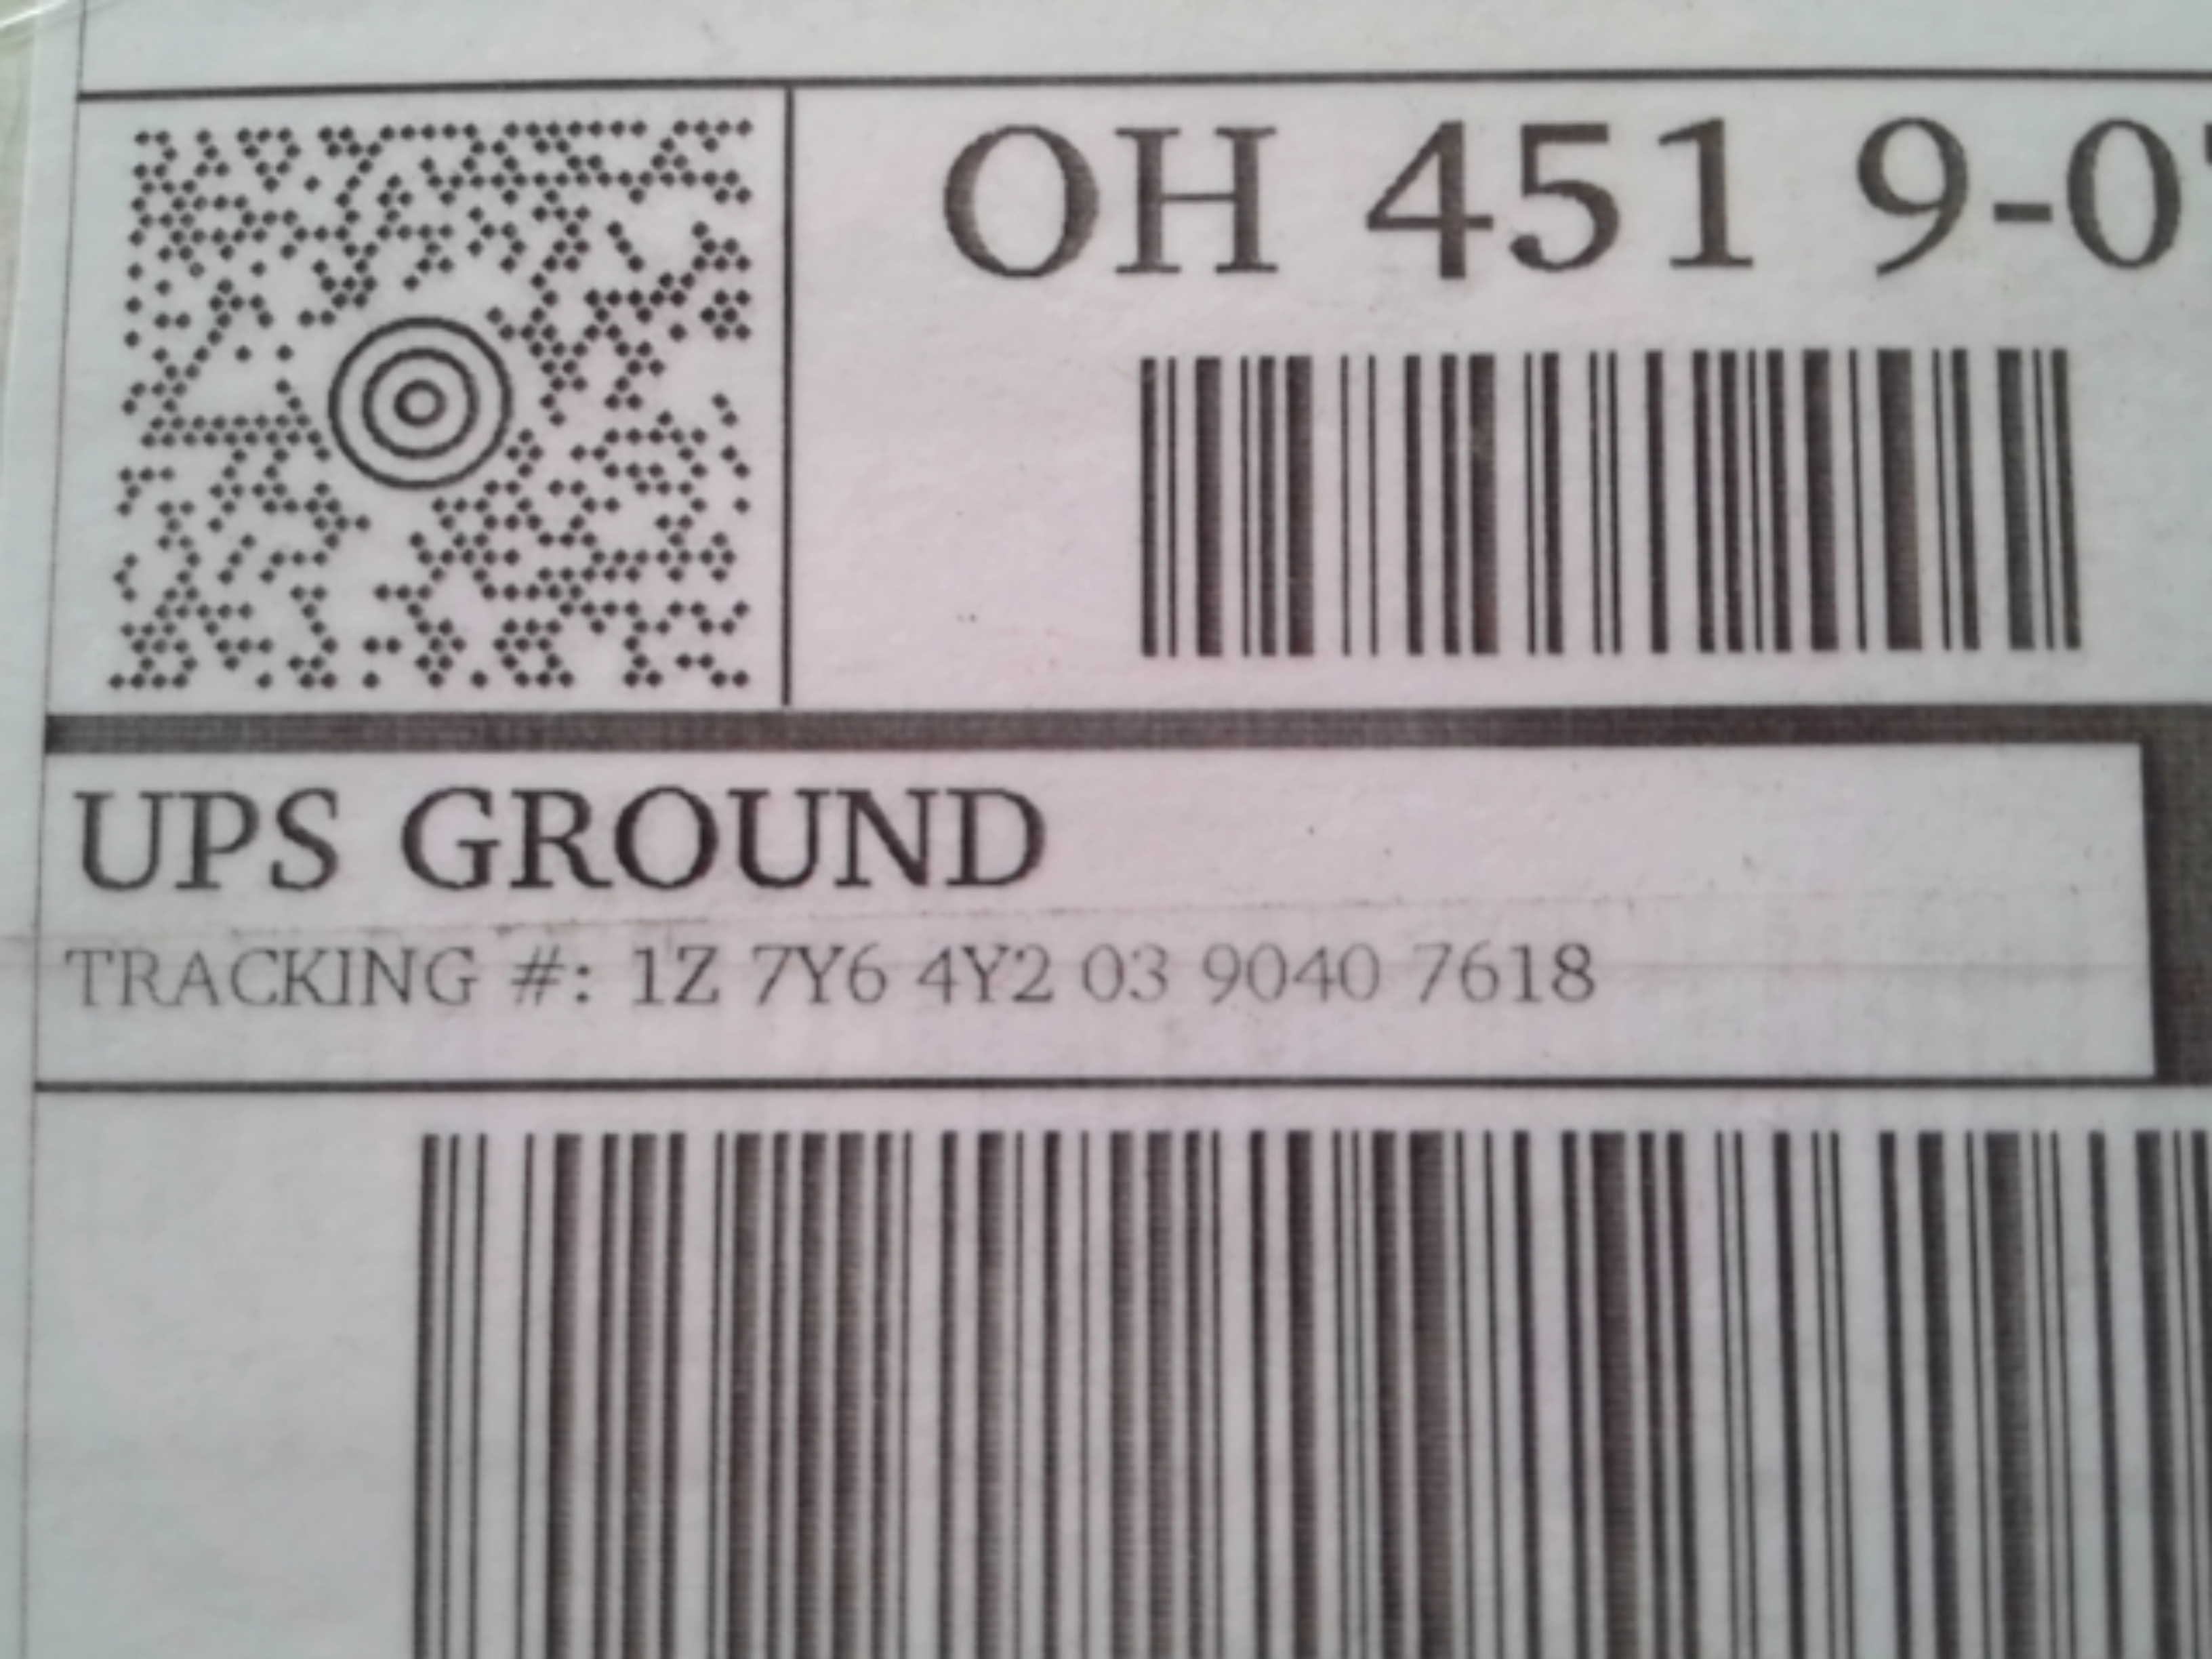 OH 451 9-0
UPS GROUND
TRACKING #: 1Z 7Y6 4Y2 03 9040 7618